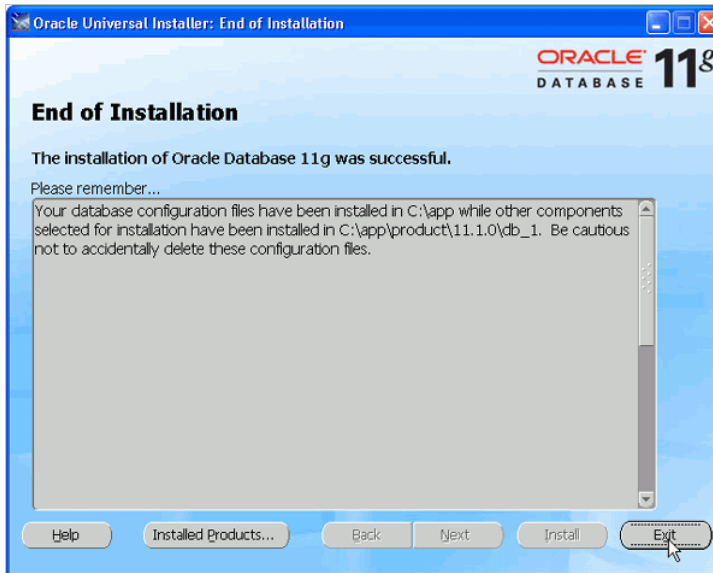 Oracle Universal Installer: End of Installation
ORACLE
DATABASE
11g
End of Installation
The installation of Oracle Database 11g was successful.
Please remember...
Your database configuration files have been installed in C:\app while other components
selected for installation have been installed in C:\app\product\11.1.0\db_1.  Be cautious
not to accidentally delete these configuration files.
Help
Installed Products...
Back
Next
Install
Exit